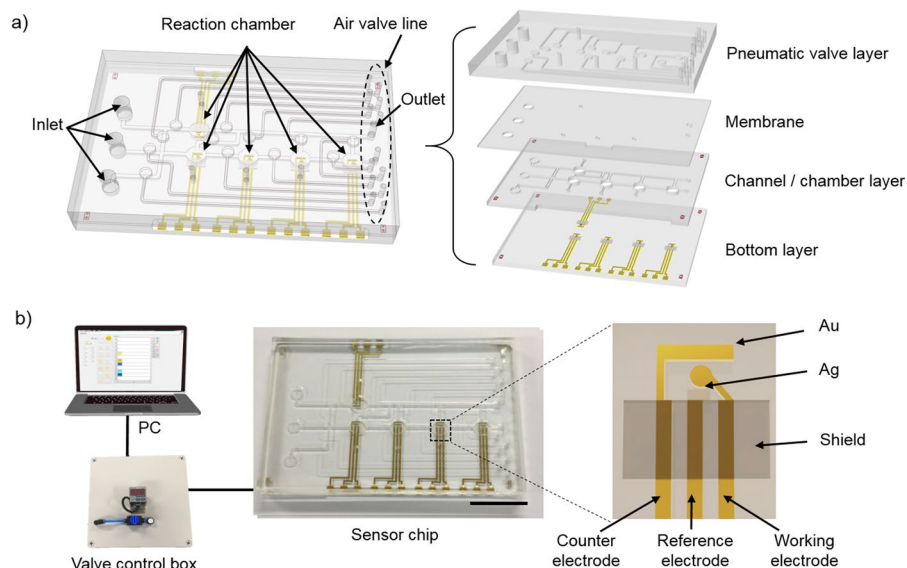 a)
Reaction chamber
Air valve line
Inlet
Outlet
Pneumatic valve layer
Membrane
Channel / chamber layer
Bottom layer
b)
PC
Valve control box
Sensor chip
Au
Ag
Shield
Counter
electrode
Reference
electrode
Working
electrode